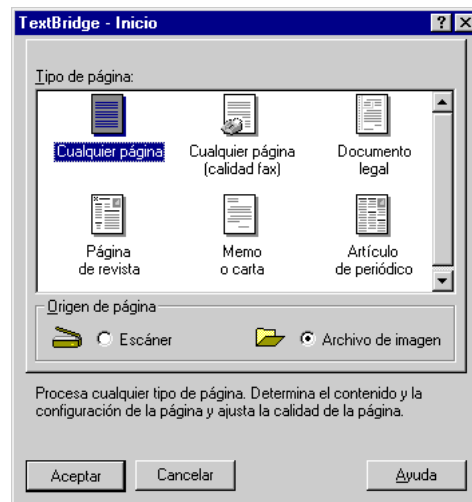 TextBridge - Inicio
Tipo de página:
Cualquier página
Cualquier página
(calidad fax)
Documento
legal
Página
de revista
Memo
o carta
Artículo
de periódico
Origen de página
Escáner
Archivo de imagen
Procesa cualquier tipo de página. Determina el contenido y la
configuración de la página y ajusta la calidad de la página.
Aceptar
Cancelar
Ayuda